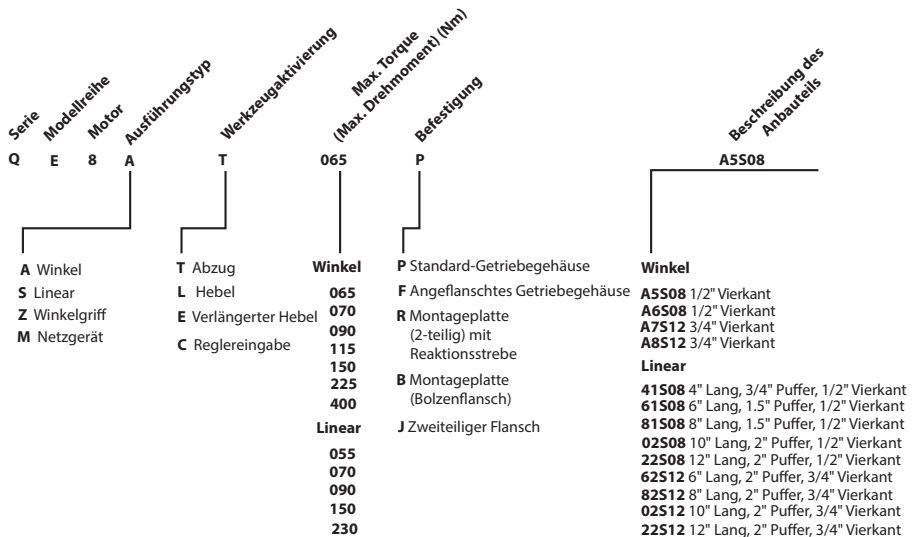 Serie
Modellreihe
Motor
Ausführungstyp
Werkzeugaktivierung
Max. Torque
(Max. Drehmoment) (Nm)
Befestigung
Beschreibung des
Anbauteils
Q E 8 A T 065 P A5S08
A Winkel
S Linear
Z Winkelgriff
M Netzgerät
T Abzug
L Hebel
E Verlängerter Hebel
C Reglereingabe
Winkel
065
070
090
115
150
225
400
Linear
055
070
090
150
230
P Standard-Getriebegehäuse
F Angeflanschtes Getriebegehäuse
R Montageplatte
(2-teilig) mit
Reaktionsstrebe
B Montageplatte
(Bolzenflansch)
J Zweiteiliger Flansch
Winkel
A5S08 1/2" Vierkant
A6S08 1/2" Vierkant
A7S12 3/4" Vierkant
A8S12 3/4" Vierkant
Linear
41S08 4" Lang, 3/4" Puffer, 1/2" Vierkant
61S08 6" Lang, 1.5" Puffer, 1/2" Vierkant
81S08 8" Lang, 1.5" Puffer, 1/2" Vierkant
02S08 10" Lang, 2" Puffer, 1/2" Vierkant
22S08 12" Lang, 2" Puffer, 1/2" Vierkant
62S12 6" Lang, 2" Puffer, 3/4" Vierkant
82S12 8" Lang, 2" Puffer, 3/4" Vierkant
02S12 10" Lang, 2" Puffer, 3/4" Vierkant
22S12 12" Lang, 2" Puffer, 3/4" Vierkant